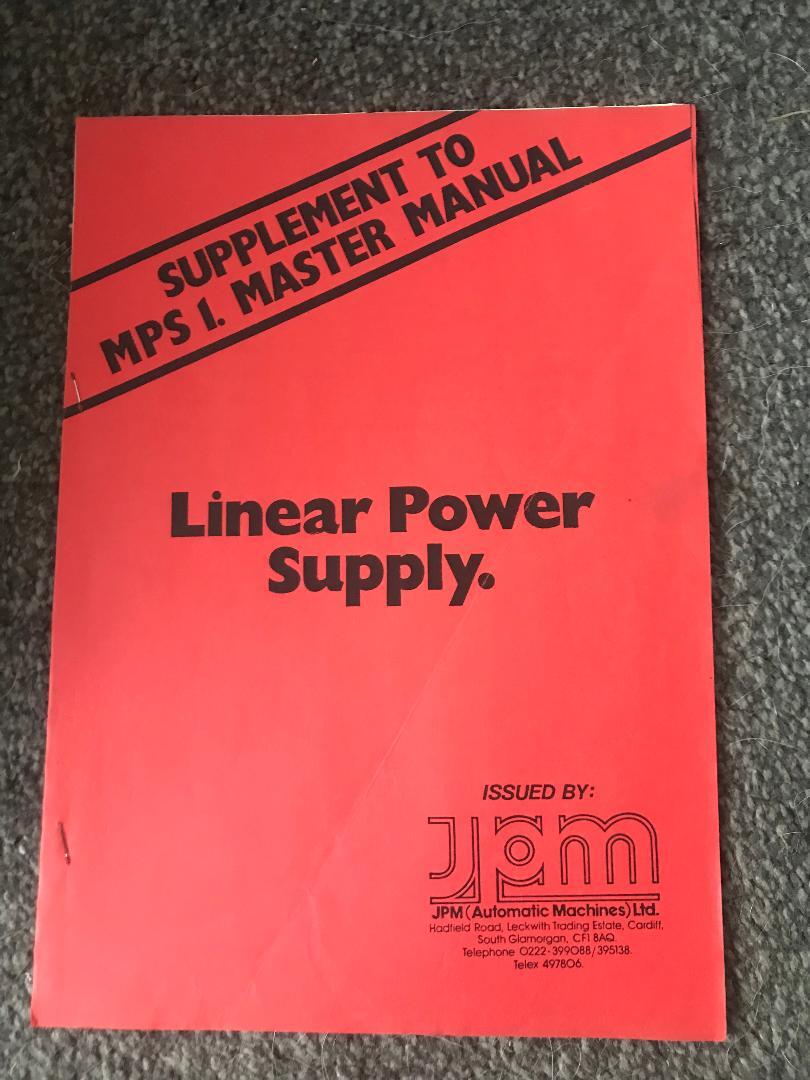 SUPPLEMENT TO
MPS 1. MASTER MANUAL
Linear Power
Supply.
ISSUED BY:
jpm
JPM (Automatic Machines) Ltd.
Hadfield Road, Leckwith Trading Estate, Cardiff,
South Glamorgan, CF1 8AQ.
Telephone 0222-399088/395138.
Telex 497806.